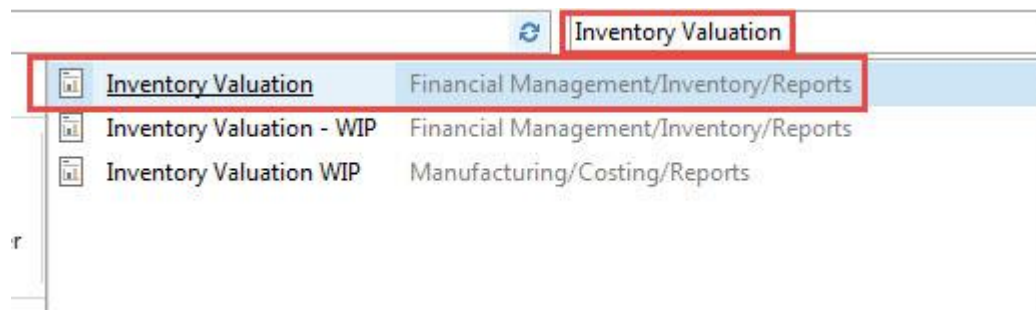 Inventory Valuation
Inventory Valuation Financial Management/Inventory/Reports
Inventory Valuation - WIP Financial Management/Inventory/Reports
Inventory Valuation WIP Manufacturing/Costing/Reports
r